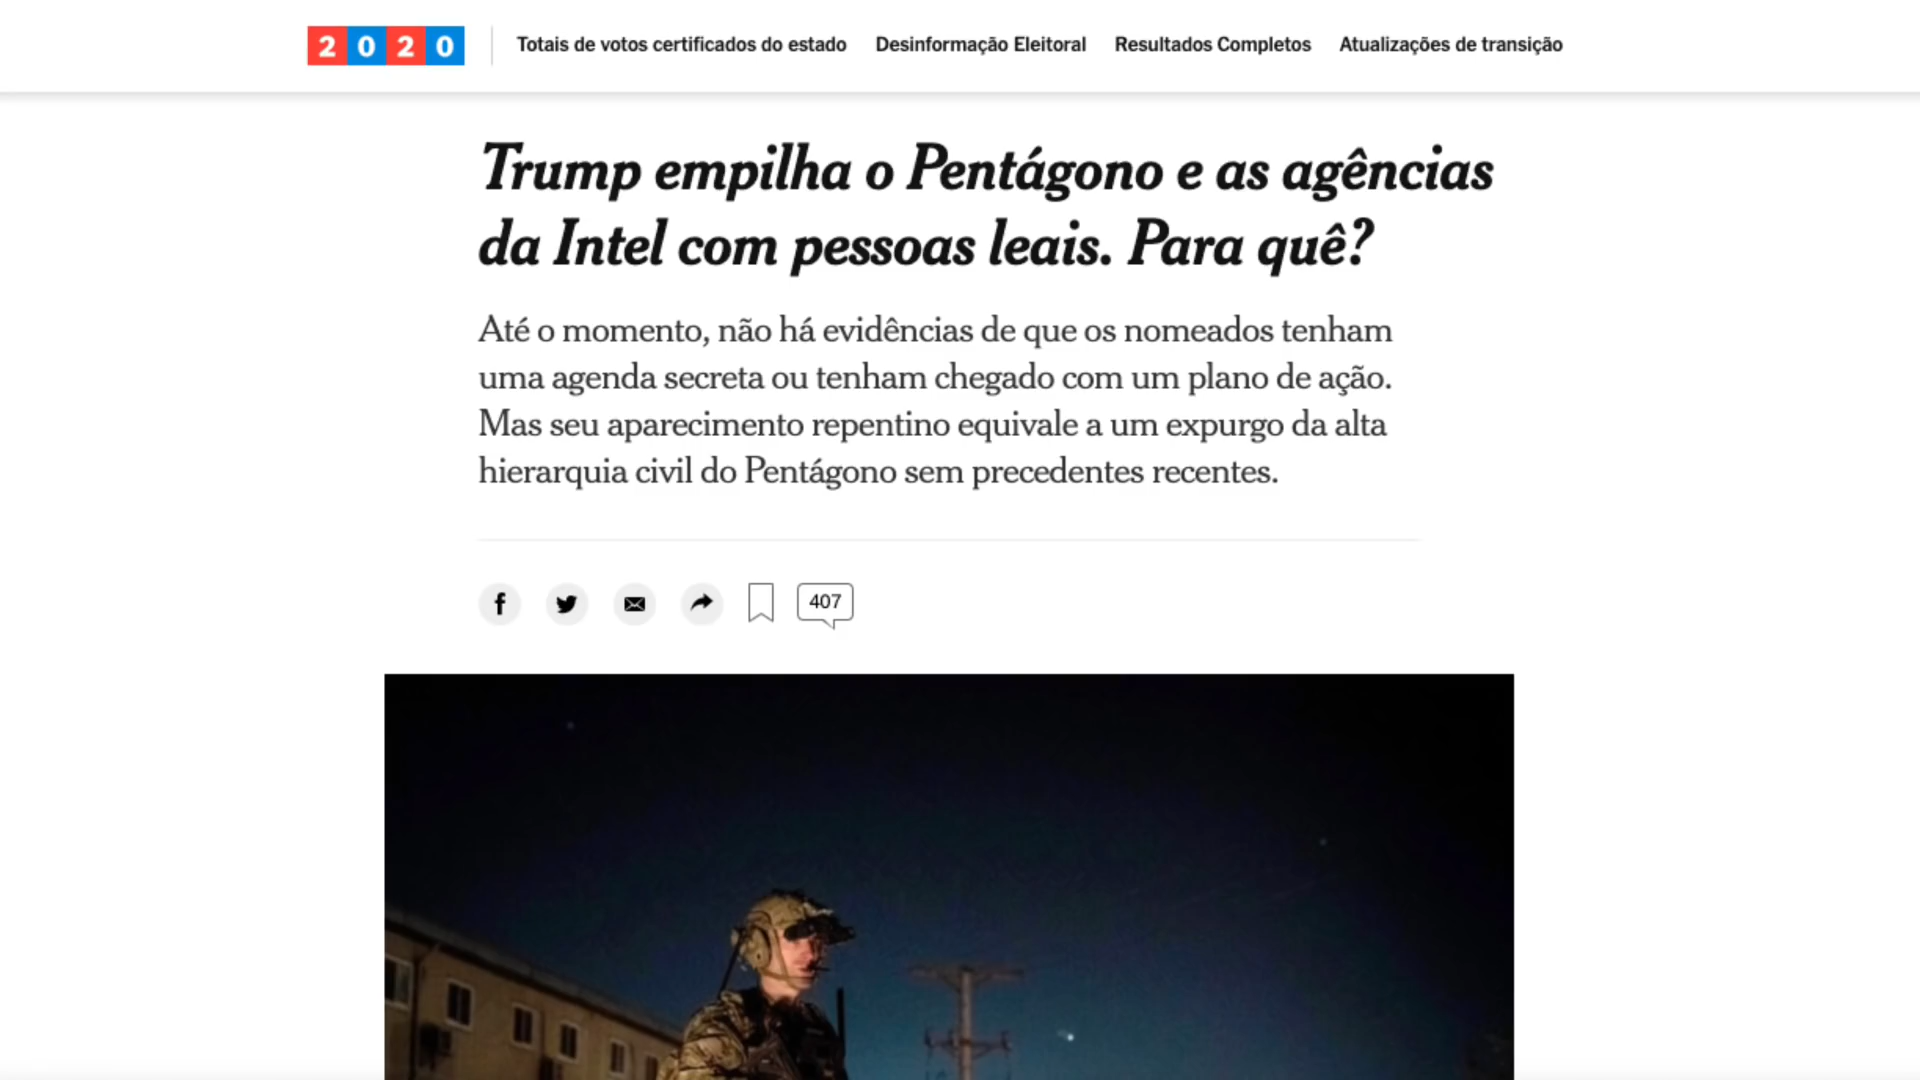 2020
Totais de votos certificados do estado Desinformação Eleitoral Resultados Completos Atualizações de transição
Trump empilha o Pentágono e as agências
da Intel com pessoas leais. Para quê?
Até o momento, não há evidências de que os nomeados tenham
uma agenda secreta ou tenham chegado com um plano de ação.
Mas seu aparecimento repentino equivale a um expurgo da alta
hierarquia civil do Pentágono sem precedentes recentes.
407